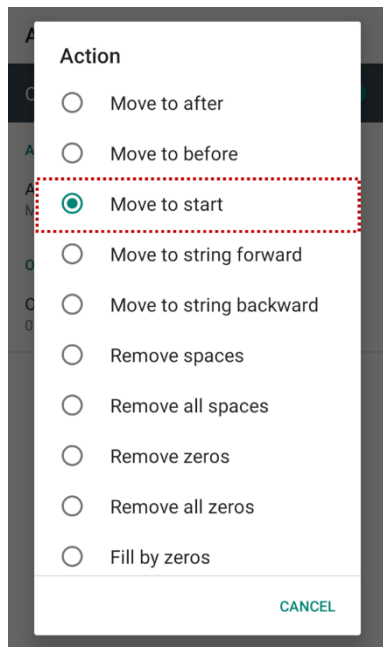 Action
Move to after
Move to before
Move to start
Move to string forward
Move to string backward
Remove spaces
Remove all spaces
Remove zeros
Remove all zeros
Fill by zeros
CANCEL